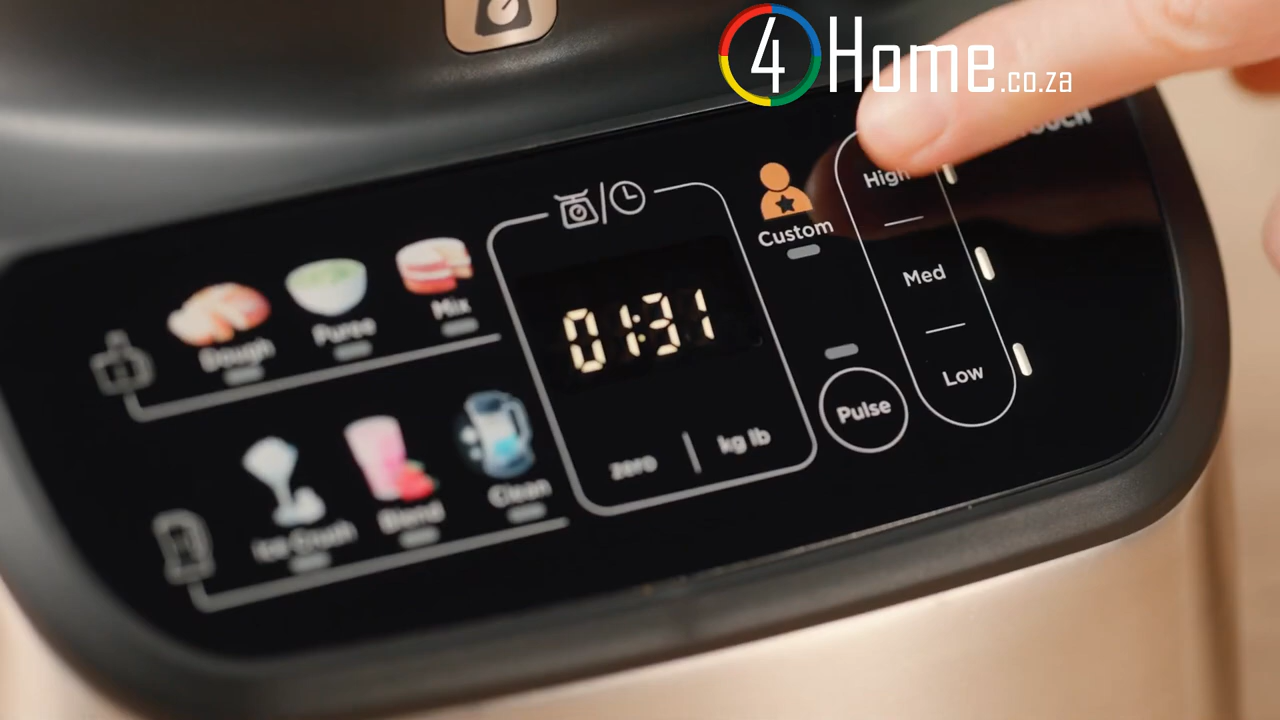 4Home.co.za
High
Custom
Med
Low
Pulse
01:31
zero
kg lb
Dough
Puree
Mix
Ice Crush
Blend
Clean